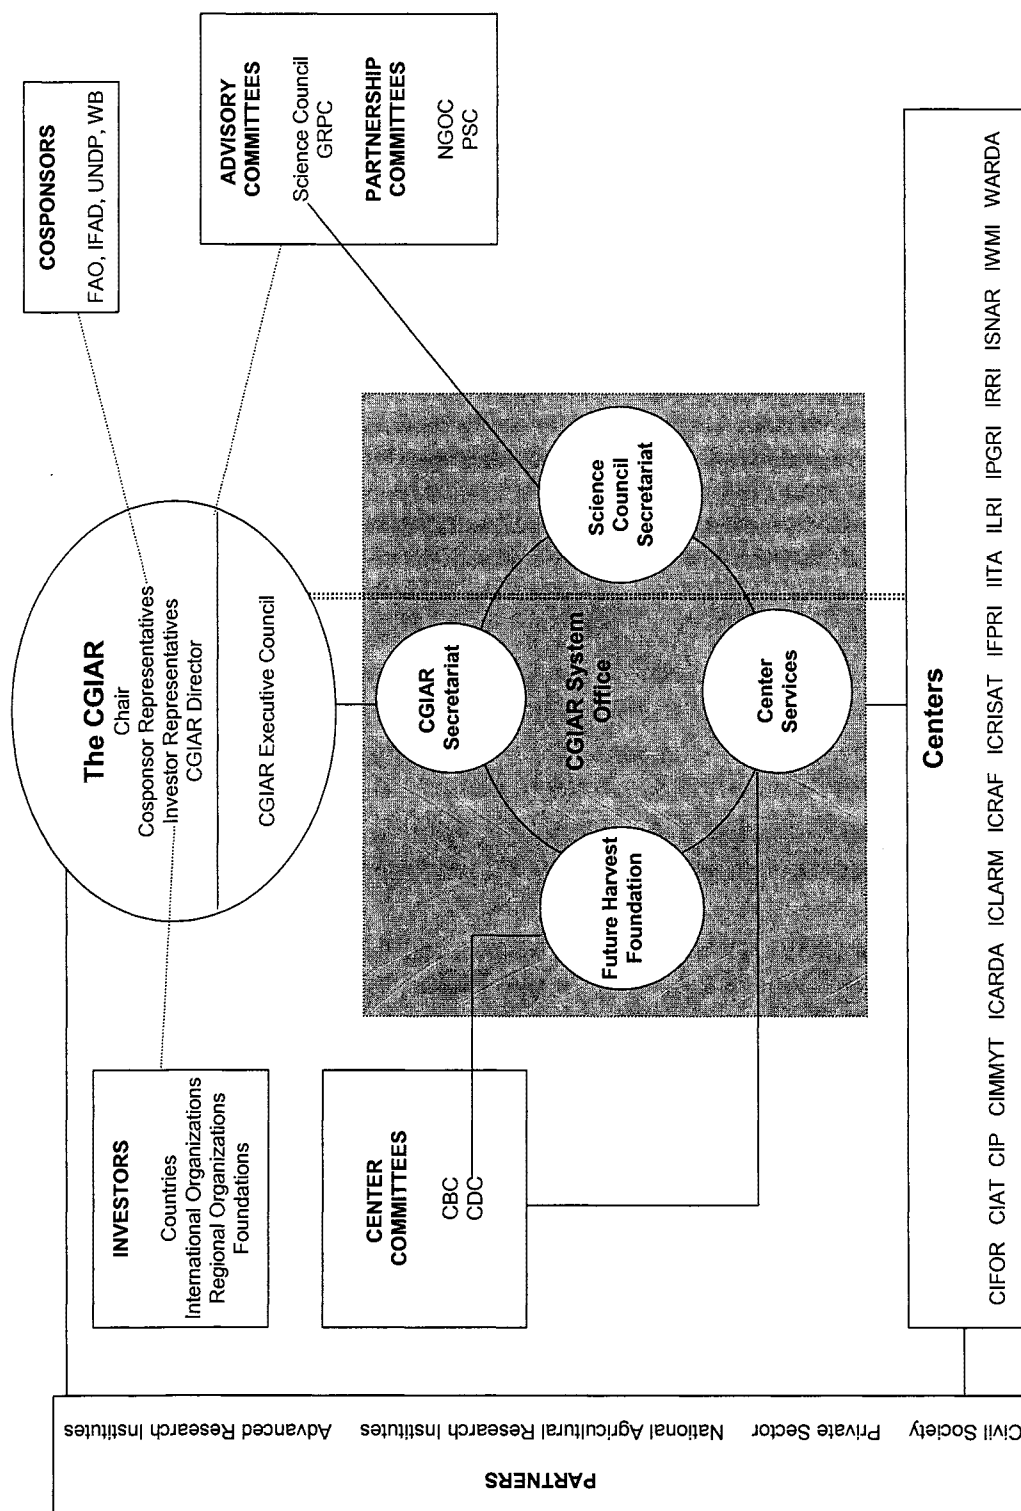 PARTNERS
Advanced Research Institutes
National Agricultural Research Institutes
Private Sector
Civil Society
INVESTORS
Countries
International Organizations
Regional Organizations
Foundations
The CGIAR
Chair
Cosponsor Representatives
Investor Representatives
CGIAR Director
CGIAR Executive Council
COSPONSORS
FAO, IFAD, UNDP, WB
ADVISORY
COMMITTEES
Science Council
GRPC
PARTNERSHIP
COMMITTEES
NGOC
PSC
CENTER
COMMITTEES
CBC
CDC
CGIAR
Secretariat
Future Harvest
Foundation
CGIAR System
Office
Science
Council
Secretariat
Center
Services
Centers
CIFOR CIAT CIP CIMMYT ICARDA ICLARM ICRAF ICRISAT IFPRI IITA ILRI IPGRI IRRI ISNAR IWMI WARDA